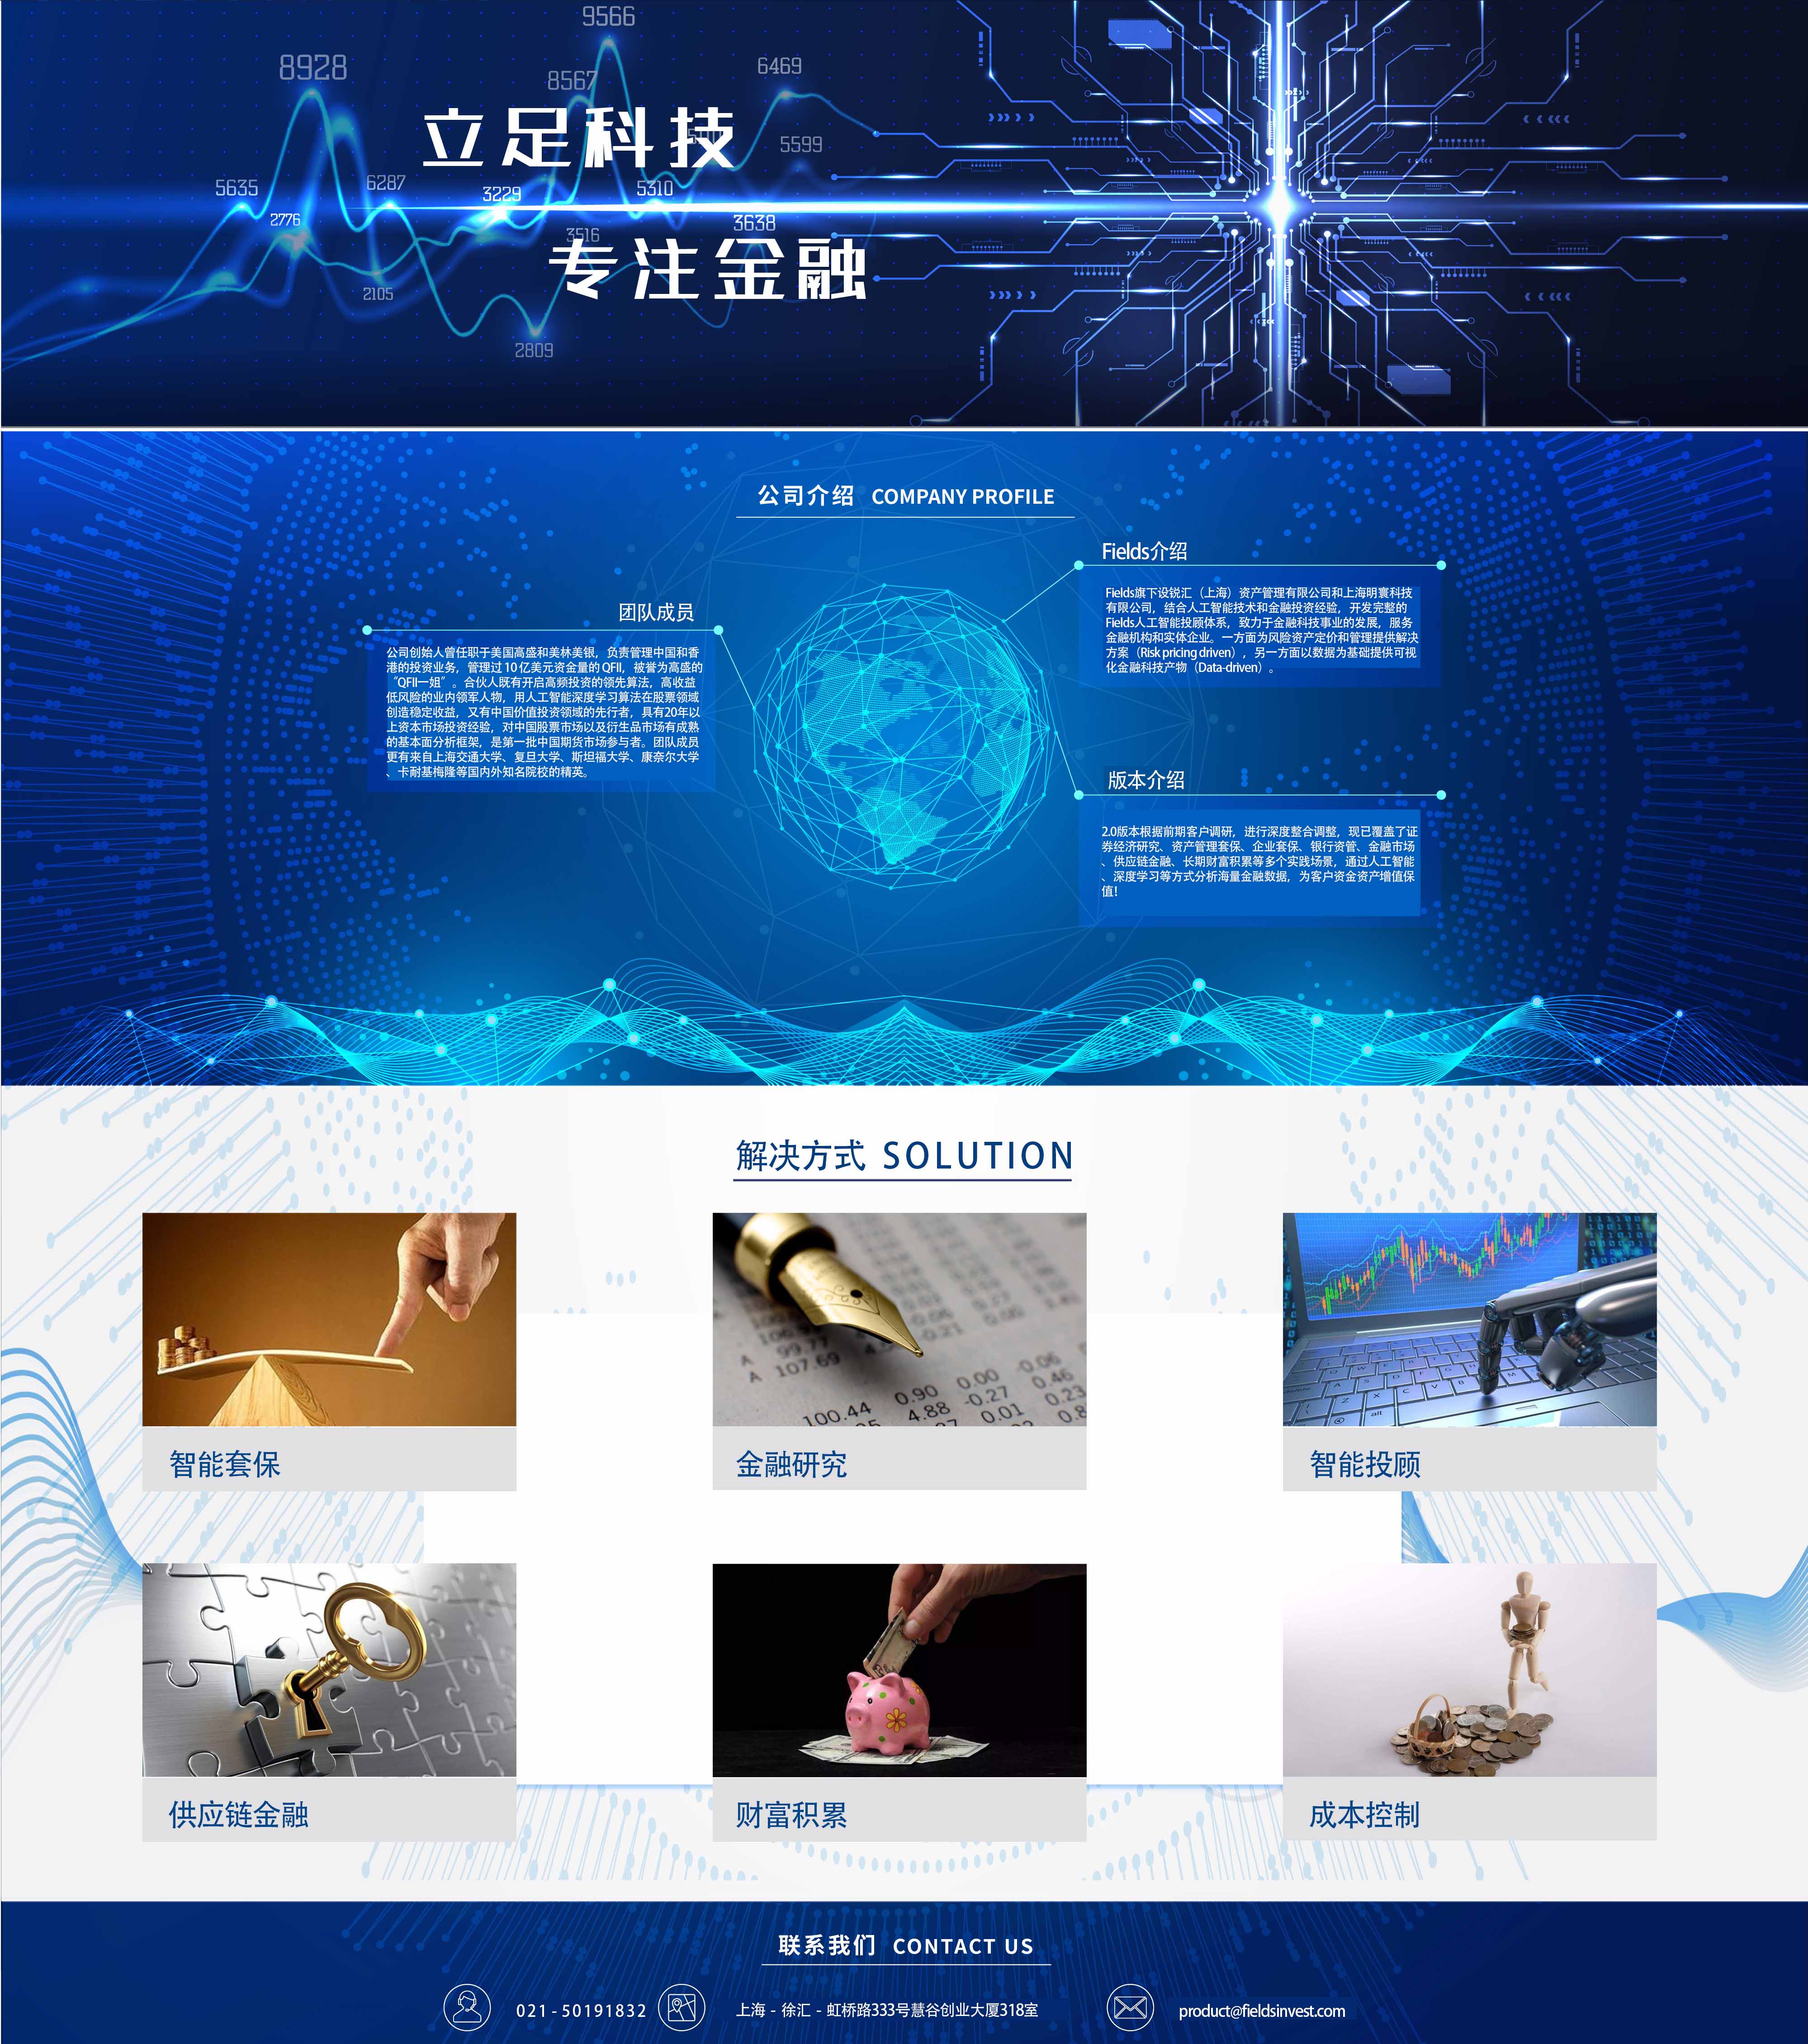 9566
8928
8567
6469
立足科技
5599
5635
6287
3229
5310
2776
3638
3516
专注金融
2105
2809
公司介绍 COMPANY PROFILE
团队成员
公司创始人曾任职于美国高盛和美林美银，负责管理中国和香
港的投资业务，管理过 10 亿美元资金量的 QFII，被誉为高盛的
“QFII一姐”。合伙人既有开启高频投资的领先算法，高收益
低风险的业内领军人物，用人工智能深度学习算法在股票领域
创造稳定收益，又有中国价值投资领域的先行者，具有20年以
上资本市场投资经验，对中国股票市场以及衍生品市场有成熟
的基本面分析框架，是第一批中国期货市场参与者。团队成员
更有来自上海交通大学、复旦大学、斯坦福大学、康奈尔大学
、卡耐基梅隆等国内外知名院校的精英。
Fields介绍
Fields旗下设锐汇（上海）资产管理有限公司和上海明寰科技
有限公司，结合人工智能技术和金融投资经验，开发完整的
Fields人工智能投顾体系，致力于金融科技事业的发展，服务
金融机构和实体企业。一方面为风险资产定价和管理提供解决
方案（Risk pricing driven），另一方面以数据为基础提供可视
化金融科技产物（Data-driven）。
版本介绍
2.0版本根据前期客户调研，进行深度整合调整，现已覆盖了证
券经济研究、资产管理套保、企业套保、银行资管、金融市场
、供应链金融、长期财富积累等多个实践场景，通过人工智能
、深度学习等方式分析海量金融数据，为客户资金资产增值保
值！
解决方式 SOLUTION
A 99.77
A 107.69
-0.21
100.44 0.90 0.00 -0.06
4.88 -0.27 0.46
0.01 0.23
alt
智能套保
金融研究
智能投顾
供应链金融
财富积累
成本控制
联系我们 CONTACT US
021-50191832
上海 - 徐汇 - 虹桥路333号慧谷创业大厦318室
product@fieldsinvest.com